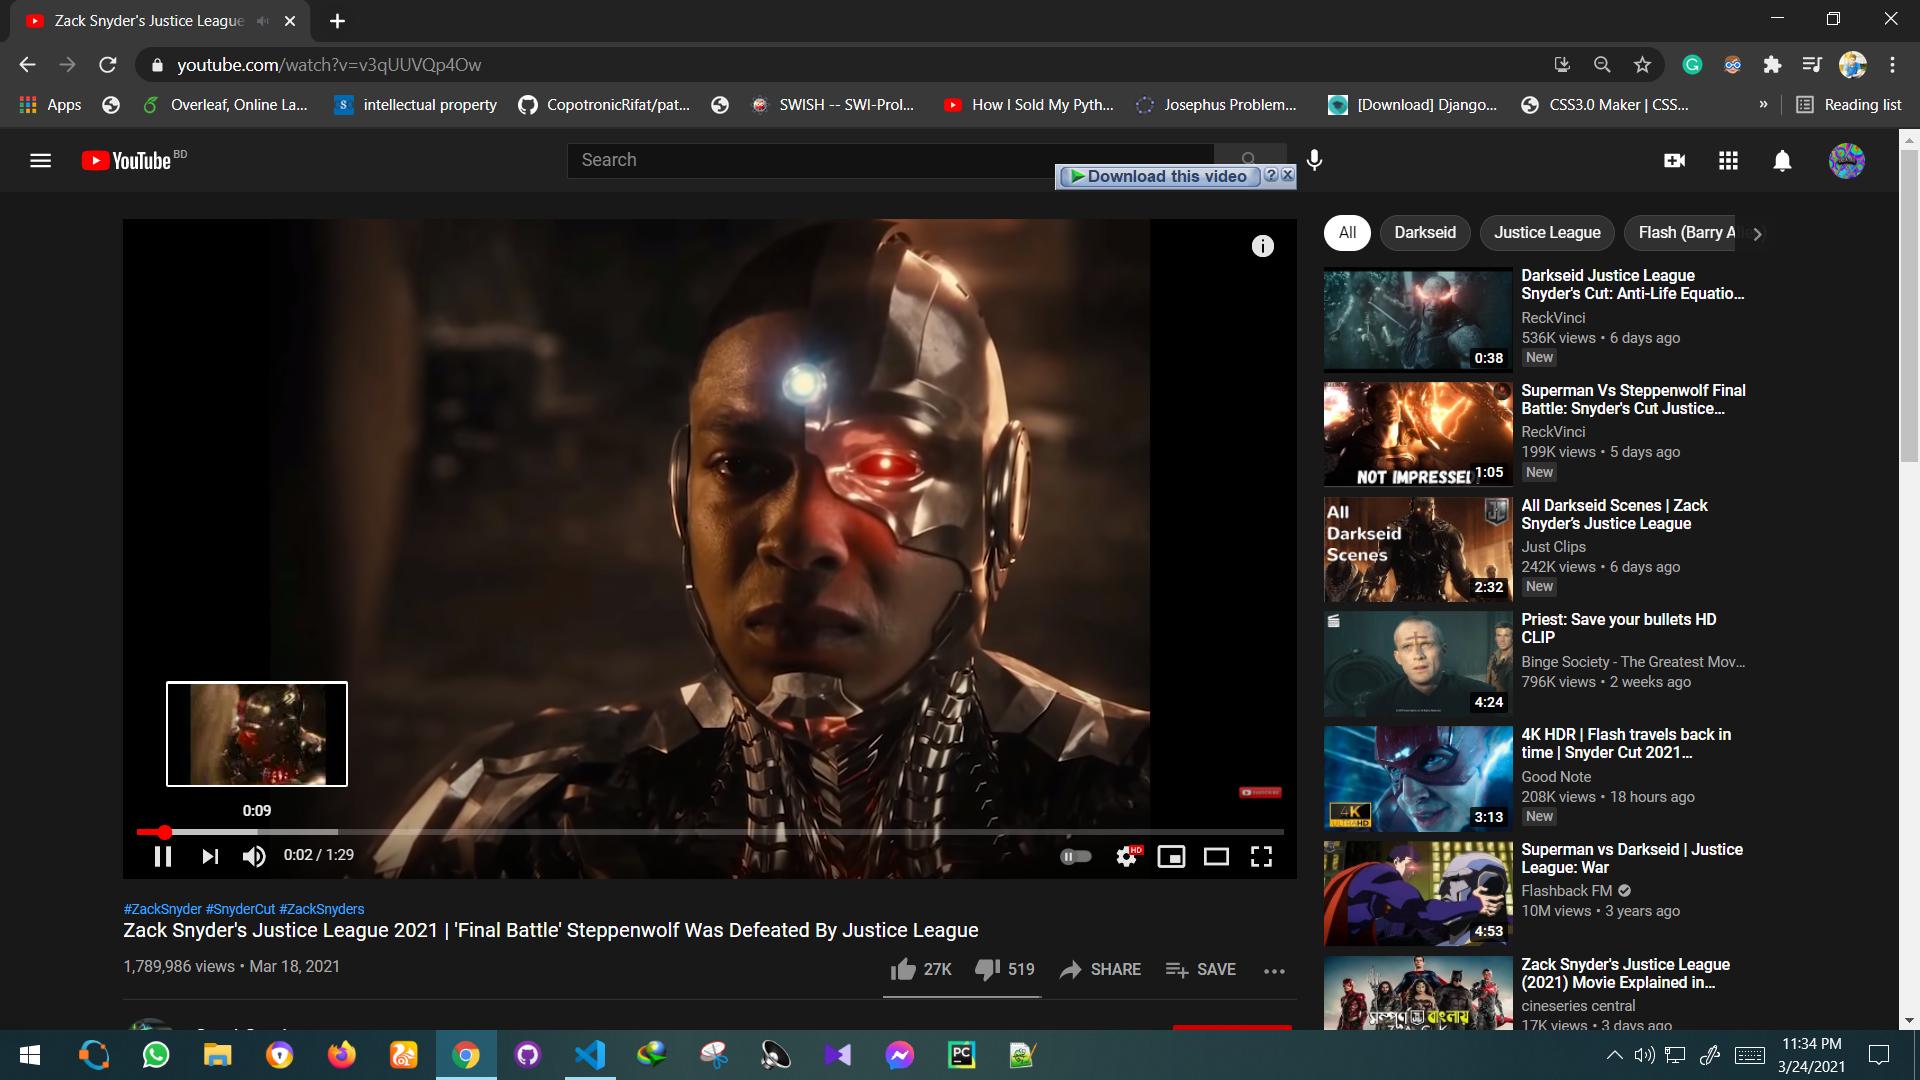 Zack Snyder's Justice League
youtube.com/watch?v=v3qUUVQp4Ow
Apps
Overleaf, Online La...
intellectual property
CopotronicRifat/pat...
SWISH -- SWI-Prol...
How I Sold My Pyth...
Josephus Problem...
[Download] Django...
CSS3.0 Maker | CSS...
»
Reading list
YouTube BD
Search
Download this video
All
Darkseid
Justice League
Flash (Barry A
0:09
0:02 / 1:29
HD
SUBSCRIBE
#ZackSnyder #SnyderCut #ZackSnyders
Zack Snyder's Justice League 2021 | 'Final Battle' Steppenwolf Was Defeated By Justice League
1,789,986 views • Mar 18, 2021
27K
519
SHARE
SAVE
0:38
Darkseid Justice League
Snyder's Cut: Anti-Life Equatio...
ReckVinci
536K views • 6 days ago
New
NOT IMPRESSED
1:05
Superman Vs Steppenwolf Final
Battle: Snyder's Cut Justice...
ReckVinci
199K views • 5 days ago
New
All
Darkseid
Scenes
2:32
All Darkseid Scenes | Zack
Snyder's Justice League
Just Clips
242K views • 6 days ago
New
4:24
Priest: Save your bullets HD
CLIP
Binge Society - The Greatest Mov...
796K views • 2 weeks ago
4K
ULTRA HD
3:13
4K HDR | Flash travels back in
time | Snyder Cut 2021...
Good Note
208K views • 18 hours ago
New
4:53
Superman vs Darkseid | Justice
League: War
Flashback FM
10M views • 3 years ago
সম্পূর্ণ বাংলায়
Zack Snyder's Justice League
(2021) Movie Explained in...
cineseries central
17K views • 3 days ago
PC
11:34 PM
3/24/2021